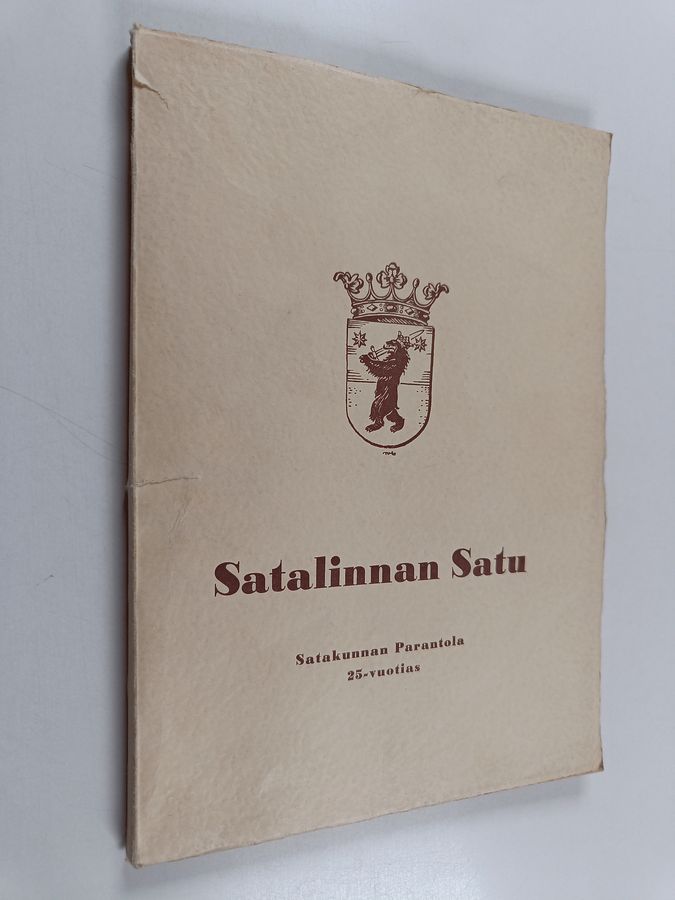 Satalinnan Satu
Satakunnan Parantola
25-vuotias